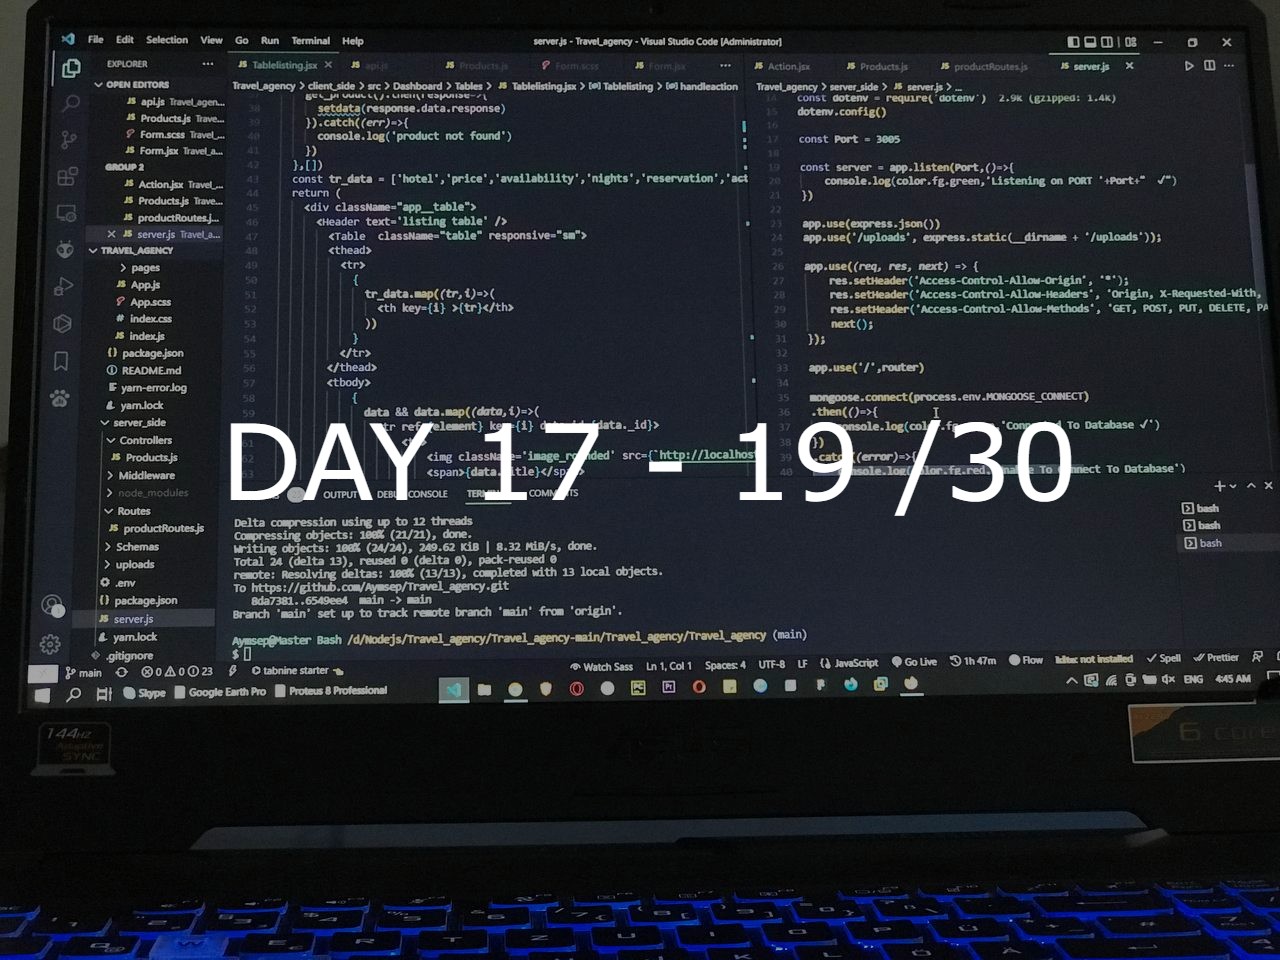 File Edit Selection View Go Run Terminal Help
server.js - Travel_agency - Visual Studio Code [Administrator]
EXPLORER
OPEN EDITORS
api.js Travel_agen...
Products.js Trave...
Form.scss Travel_...
Form.jsx Travel_a...
GROUP 2
Action.jsx Travel_...
Products.js Trave...
productRoutes.j...
server.js Travel_a...
TRAVEL_AGENCY
pages
App.js
App.scss
index.css
index.js
package.json
README.md
yarn-error.log
yarn.lock
server_side
Controllers
Products.js
Middleware
node_modules
Routes
productRoutes.js
Schemas
uploads
.env
package.json
server.js
yarn.lock
.gitignore
Tablelisting.jsx api.js Products.js Form.scss Form.jsx
Travel_agency > client_side > src > Dashboard > Tables > Tablelisting.jsx > Tablelisting > handleaction
38 get_product().then(response=>{
39 setdata(response.data.response)
40 }).catch((err)=>{
40 console.log('product not found')
41 })
42 },[])
43 const tr_data = ['hotel','price','availability','nights','reservation','act
44 return (
45 <div className="app__table">
46 <Header text='listing table' />
47 <Table className="table" responsive="sm">
48 <thead>
49 <tr>
50 {
51 tr_data.map((tr,i)=>(
52 <th key={i} >{tr}</th>
53 ))
54 }
55 </tr>
56 </thead>
57 <tbody>
58 {
data && data.map((data,i)=>(
<img className='image_rounded' src={`http://localhost
<span>{data.title}</span>
Action.jsx Products.js productRoutes.js server.js
Travel_agency > server_side > server.js > ...
14 const dotenv = require('dotenv') 2.9k (gzipped: 1.4k)
15 dotenv.config()
16
17 const Port = 3005
18
19 const server = app.listen(Port,()=>{
20 console.log(color.fg.green,'Listening on PORT '+Port+" √")
21 })
22
23 app.use(express.json())
24 app.use('/uploads', express.static(__dirname + '/uploads'));
25
26 app.use((req, res, next) => {
27 res.setHeader('Access-Control-Allow-Origin', '*');
28 res.setHeader('Access-Control-Allow-Headers', 'Origin, X-Requested-With,
29 res.setHeader('Access-Control-Allow-Methods', 'GET, POST, PUT, DELETE, PA
30 next();
31 });
32
33 app.use('/',router)
34
35 mongoose.connect(process.env.MONGOOSE_CONNECT)
36 .then(()=>{
37 To Database √')
38 })
39 .catch((error)=>{
40 console.log(color.fg.red,'Unable To Connect To Database')
DAY 17 - 19 /30
OUTPUT DEBUG CONSOLE TERMINAL COMMENTS
bash
bash
bash
Delta compression using up to 12 threads
Compressing objects: 100% (21/21), done.
Writing objects: 100% (24/24), 249.62 KiB | 8.32 MiB/s, done.
Total 24 (delta 13), reused 0 (delta 0), pack-reused 0
remote: Resolving deltas: 100% (13/13), completed with 13 local objects.
To https://github.com/Aymsep/Travel_agency.git
8da7381..6549ee4 main -> main
Branch 'main' set up to track remote branch 'main' from 'origin'.
Aymsep@Master Bash /d/Nodejs/Travel_agency/Travel_agency-main/Travel_agency/Travel_agency (main)
$
main 0 0 23 tabnine starter Watch Sass Ln 1, Col 1 Spaces: 4 UTF-8 LF JavaScript Go Live 1h 47m Flow kite: not installed Spell Prettier
Skype Google Earth Pro Proteus 8 Professional ENG 4:45 AM
144Hz
Adaptive
SYNC
6 core